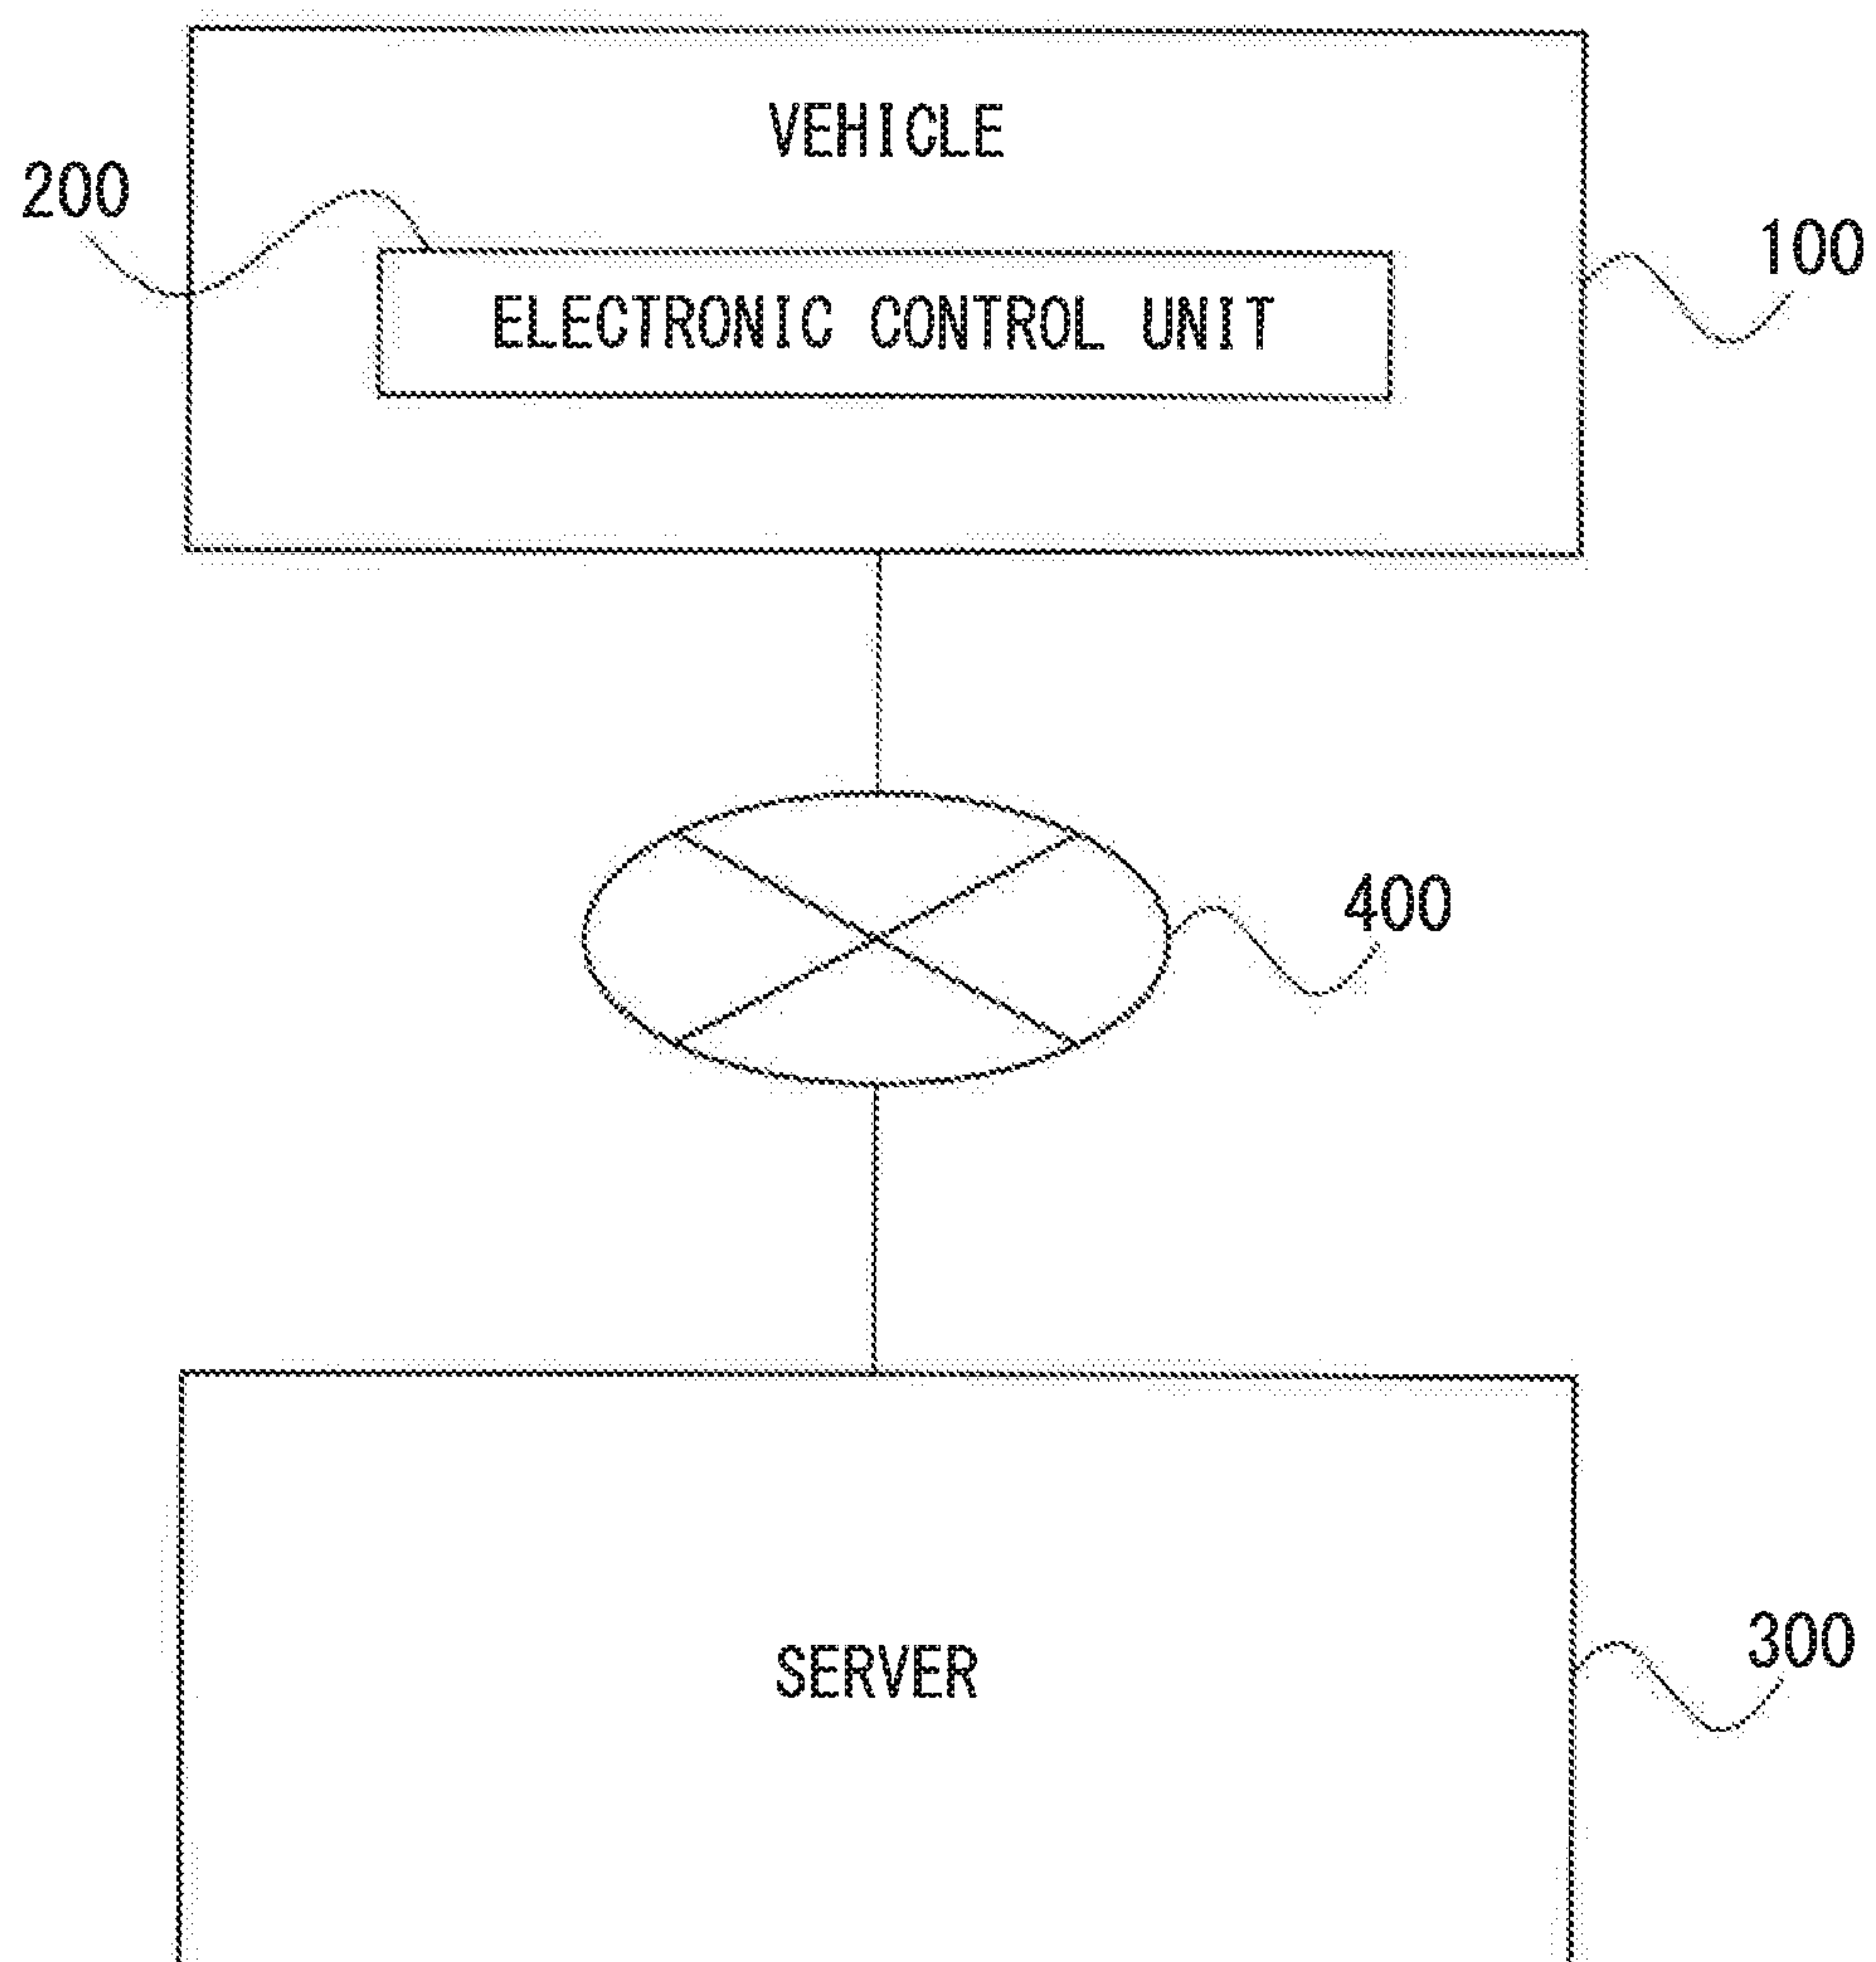 VEHICLE
200
100
ELECTRONIC CONTROL UNIT
400
SERVER
300